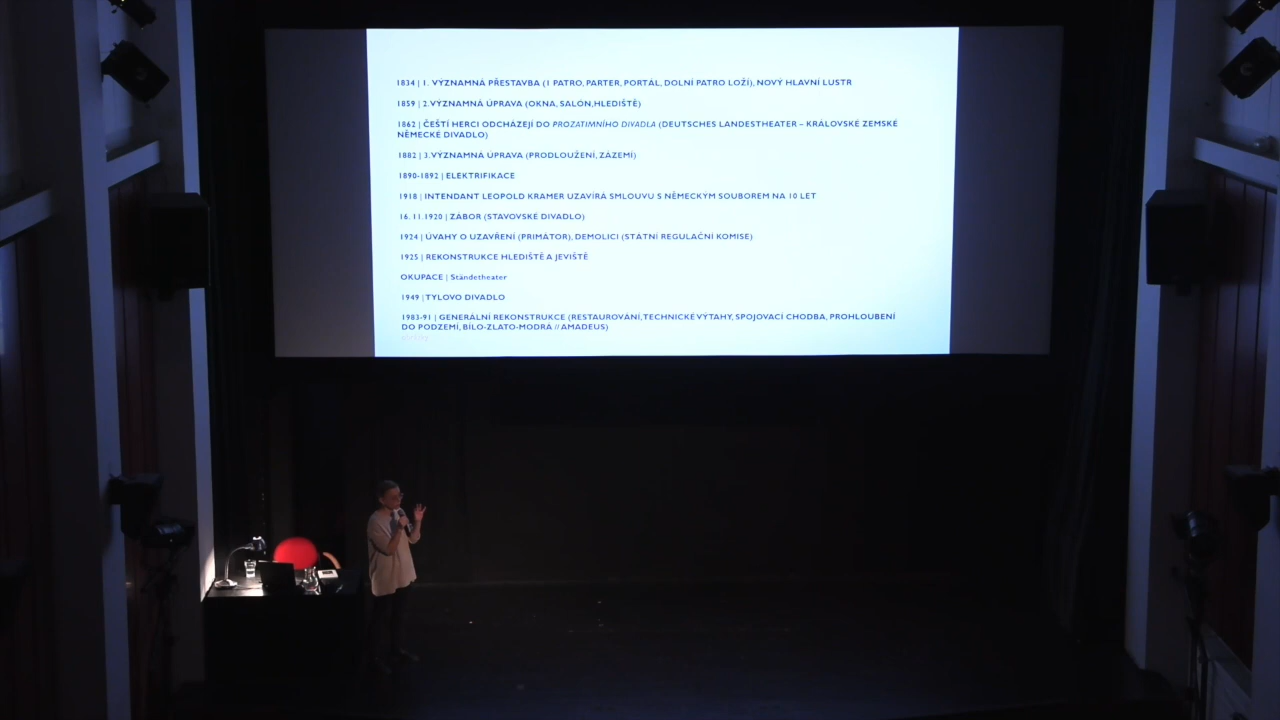 1834 | 1. VÝZNAMNÁ PŘESTAVBA (1 PATRO, PARTER, PORTÁL, DOLNÍ PATRO LOŽÍ), NOVÝ HLAVNÍ LUSTR
1859 | 2.VÝZNAMNÁ ÚPRAVA (OKNA, SALÓN,HLEDIŠTĚ)
1862 | ČEŠTÍ HERCI ODCHÁZEJÍ DO PROZATIMNÍHO DIVADLA (DEUTSCHES LANDESTHEATER – KRÁLOVSKÉ ZEMSKÉ
NĚMECKÉ DIVADLO)
1882 | 3.VÝZNAMNÁ ÚPRAVA (PRODLOUŽENÍ, ZÁZEMÍ)
1890-1892 | ELEKTRIFIKACE
1918 | INTENDANT LEOPOLD KRAMER UZAVÍRÁ SMLOUVU S NĚMECKÝM SOUBOREM NA 10 LET
16. 11.1920 | ZÁBOR (STAVOVSKÉ DIVADLO)
1924 | ÚVAHY O UZAVŘENÍ (PRIMÁTOR), DEMOLICI (STÁTNÍ REGULAČNÍ KOMISE)
1925 | REKONSTRUKCE HLEDIŠTĚ A JEVIŠTĚ
OKUPACE | Ständetheater
1949 | TYLOVO DIVADLO
1983-91 | GENERÁLNÍ REKONSTRUKCE (RESTAUROVÁNÍ, TECHNICKÉ VÝTAHY, SPOJOVACÍ CHODBA, PROHLOUBENÍ
DO PODZEMÍ, BÍLO-ZLATO-MODRÁ // AMADEUS)